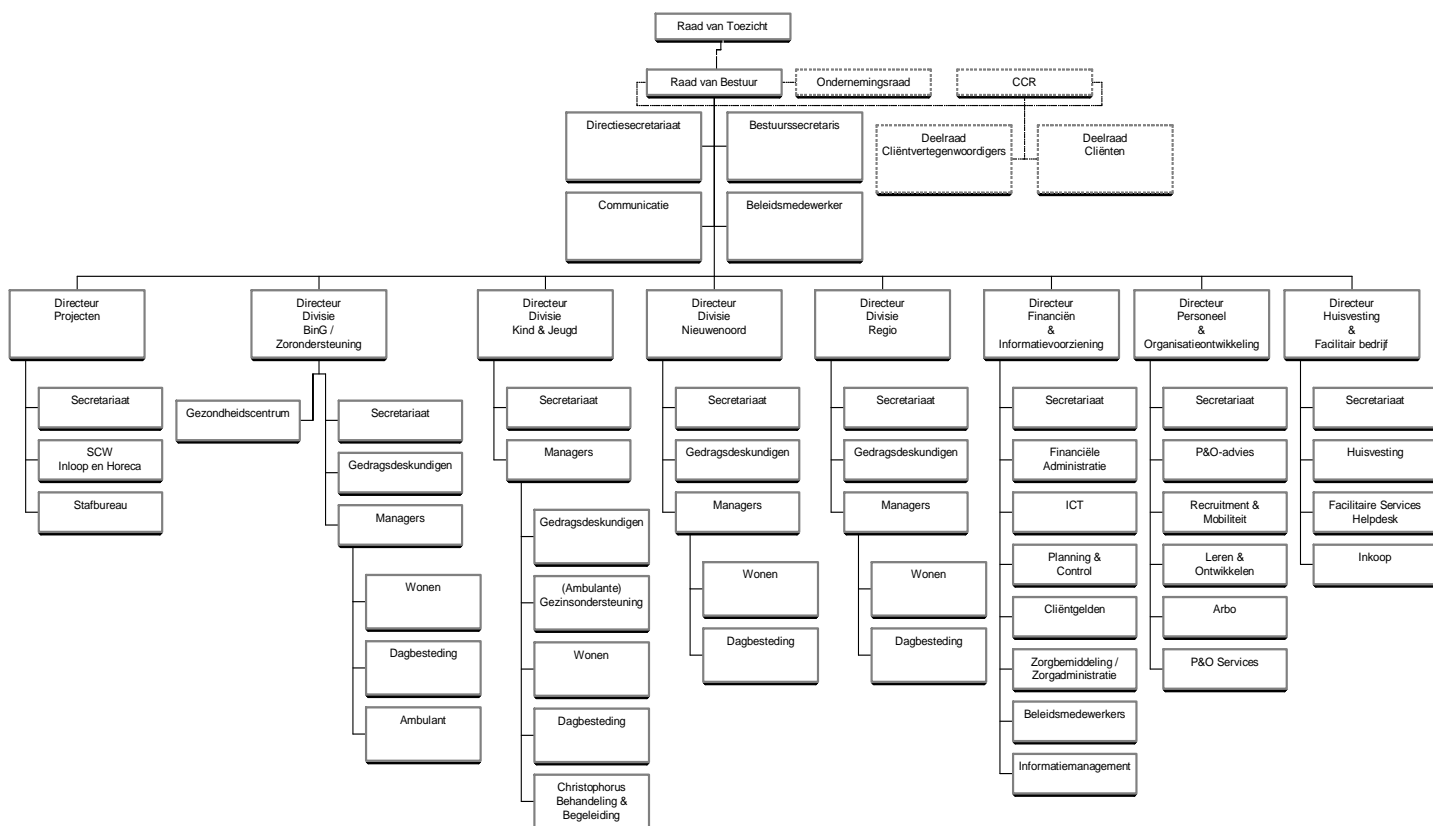 Raad van Toezicht
Raad van Bestuur
Ondernemingsraad
CCR
Directiesecretariaat
Bestuurssecretaris
Deelraad
Cliëntvertegenwoordigers
Deelraad
Cliënten
Communicatie
Beleidsmedewerker
Directeur
Projecten
Secretariaat
SCW
Inloop en Horeca
Stafbureau
Directeur
Divisie
BinG /
Zorondersteuning
Gezondheidscentrum
Secretariaat
Gedragsdeskundigen
Managers
Wonen
Dagbesteding
Ambulant
Directeur
Divisie
Kind & Jeugd
Secretariaat
Managers
Gedragsdeskundigen
(Ambulante)
Gezinsondersteuning
Wonen
Dagbesteding
Christophorus
Behandeling &
Begeleiding
Directeur
Divisie
Nieuwenoord
Secretariaat
Gedragsdeskundigen
Managers
Wonen
Dagbesteding
Directeur
Divisie
Regio
Secretariaat
Gedragsdeskundigen
Managers
Wonen
Dagbesteding
Directeur
Financiën
&
Informatievoorziening
Secretariaat
Financiële
Administratie
ICT
Planning &
Control
Cliëntgelden
Zorgbemiddeling /
Zorgadministratie
Beleidsmedewerkers
Informatiemanagement
Directeur
Personeel
&
Organisatieontwikkeling
Secretariaat
P&O-advies
Recruitment &
Mobiliteit
Leren &
Ontwikkelen
Arbo
P&O Services
Directeur
Huisvesting
&
Facilitair bedrijf
Secretariaat
Huisvesting
Facilitaire Services
Helpdesk
Inkoop